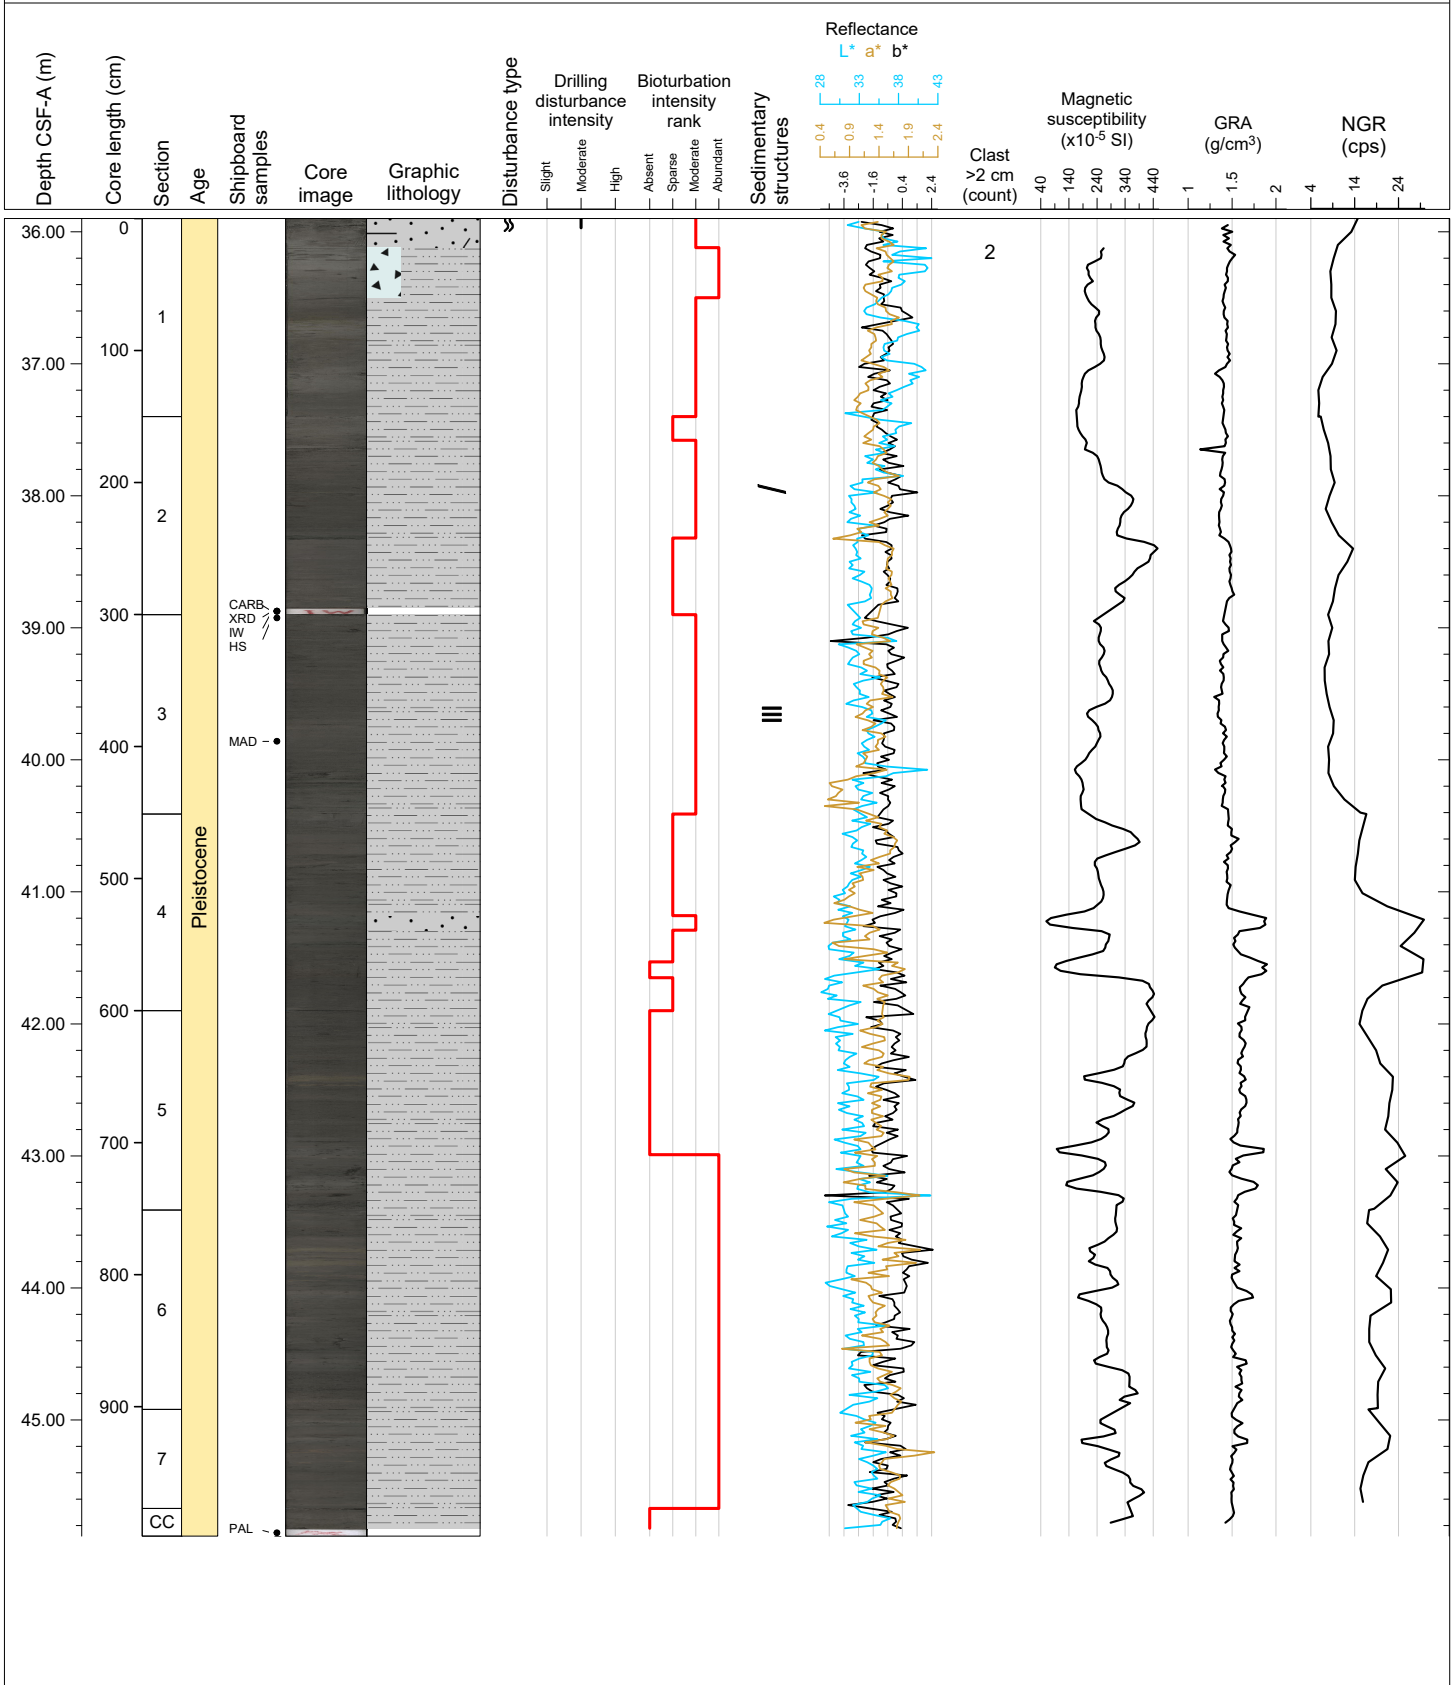 Depth CSF-A (m)
Core length (cm)
Section
Age
Shipboard
samples
Core
image
Graphic
lithology
Disturbance type
Drilling
disturbance
intensity
Slight
Moderate
High
Bioturbation
intensity
rank
Absent
Sparse
Moderate
Abundant
Sedimentary
structures
Reflectance
L* a* b*
28 33 38 43
0.4 0.9 1.4 1.9 2.4
-3.6 -1.6 0.4 2.4
Clast
>2 cm
(count)
Magnetic
susceptibility
(x10-5 SI)
40 140 240 340 440
GRA
(g/cm3)
1 1.5 2
NGR
(cps)
4 14 24
36.00
37.00
38.00
39.00
40.00
41.00
42.00
43.00
44.00
45.00
0
100
200
300
400
500
600
700
800
900
1
2
3
4
5
6
7
CC
Pleistocene
CARB
XRD
IW
HS
MAD
PAL
2